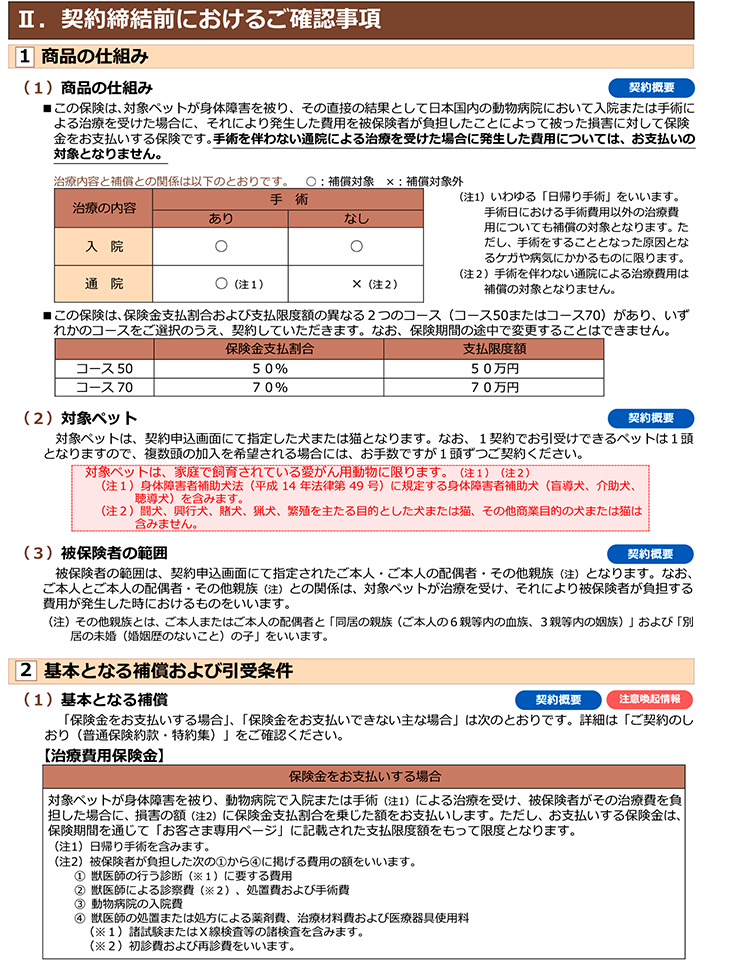 Ⅱ．契約締結前におけるご確認事項
1 商品の仕組み
（１）商品の仕組み 契約概要
■この保険は、対象ペットが身体障害を被り、その直接の結果として日本国内の動物病院において入院または手術に
よる治療を受けた場合に、それにより発生した費用を被保険者が負担したことによって被った損害に対して保険
金をお支払いする保険です。手術を伴わない通院による治療を受けた場合に発生した費用については、お支払いの
対象となりません。
治療内容と補償との関係は以下のとおりです。 ○：補償対象 ×：補償対象外
治療の内容 手 術
あり なし
入 院 ○ ○
通 院 ○（注１） ×（注２）
（注1）いわゆる「日帰り手術」をいいます。
手術日における手術費用以外の治療費
用についても補償の対象となります。た
だし、手術をすることとなった原因とな
るケガや病気にかかるものに限ります。
（注２）手術を伴わない通院による治療費用は
補償の対象となりません。
■この保険は、保険金支払割合および支払限度額の異なる２つのコース（コース50またはコース70）があり、いず
れかのコースをご選択のうえ、契約していただきます。なお、保険期間の途中で変更することはできません。
保険金支払割合 支払限度額
コース 50 ５０％ ５０万円
コース 70 ７０％ ７０万円
（２）対象ペット 契約概要
対象ペットは、契約申込画面にて指定した犬または猫となります。なお、１契約でお引受けできるペットは１頭
となりますので、複数頭の加入を希望される場合には、お手数ですが１頭ずつご契約ください。
対象ペットは、家庭で飼育されている愛がん用動物に限ります。（注１）（注２）
（注１）身体障害者補助犬法（平成 14 年法律第 49 号）に規定する身体障害者補助犬（盲導犬、介助犬、
聴導犬）を含みます。
（注２）闘犬、興行犬、賭犬、猟犬、繁殖を主たる目的とした犬または猫、その他商業目的の犬または猫は
含みません。
（３）被保険者の範囲 契約概要
被保険者の範囲は、契約申込画面にて指定されたご本人・ご本人の配偶者・その他親族（注）となります。なお、
ご本人とご本人の配偶者・その他親族（注）との関係は、対象ペットが治療を受け、それにより被保険者が負担する
費用が発生した時におけるものをいいます。
（注）その他親族とは、ご本人またはご本人の配偶者と「同居の親族（ご本人の６親等内の血族、３親等内の姻族）」および「別
居の未婚（婚姻歴のないこと）の子」をいいます。
2 基本となる補償および引受条件
（１）基本となる補償 契約概要 注意喚起情報
「保険金をお支払いする場合」、「保険金をお支払いできない主な場合」は次のとおりです。詳細は「ご契約のし
おり（普通保険約款・特約集）」をご確認ください。
【治療費用保険金】
保険金をお支払いする場合
対象ペットが身体障害を被り、動物病院で入院または手術（注1）による治療を受け、被保険者がその治療費を負
担した場合に、損害の額（注2）に保険金支払割合を乗じた額をお支払いします。ただし、お支払いする保険金は、
保険期間を通じて「お客さま専用ページ」に記載された支払限度額をもって限度となります。
（注1）日帰り手術を含みます。
（注2）被保険者が負担した次の①から④に掲げる費用の額をいいます。
① 獣医師の行う診断（※１）に要する費用
② 獣医師による診察費（※２）、処置費および手術費
③ 動物病院の入院費
④ 獣医師の処置または処方による薬剤費、治療材料費および医療器具使用料
（※１）諸試験またはＸ線検査等の諸検査を含みます。
（※２）初診費および再診費をいいます。